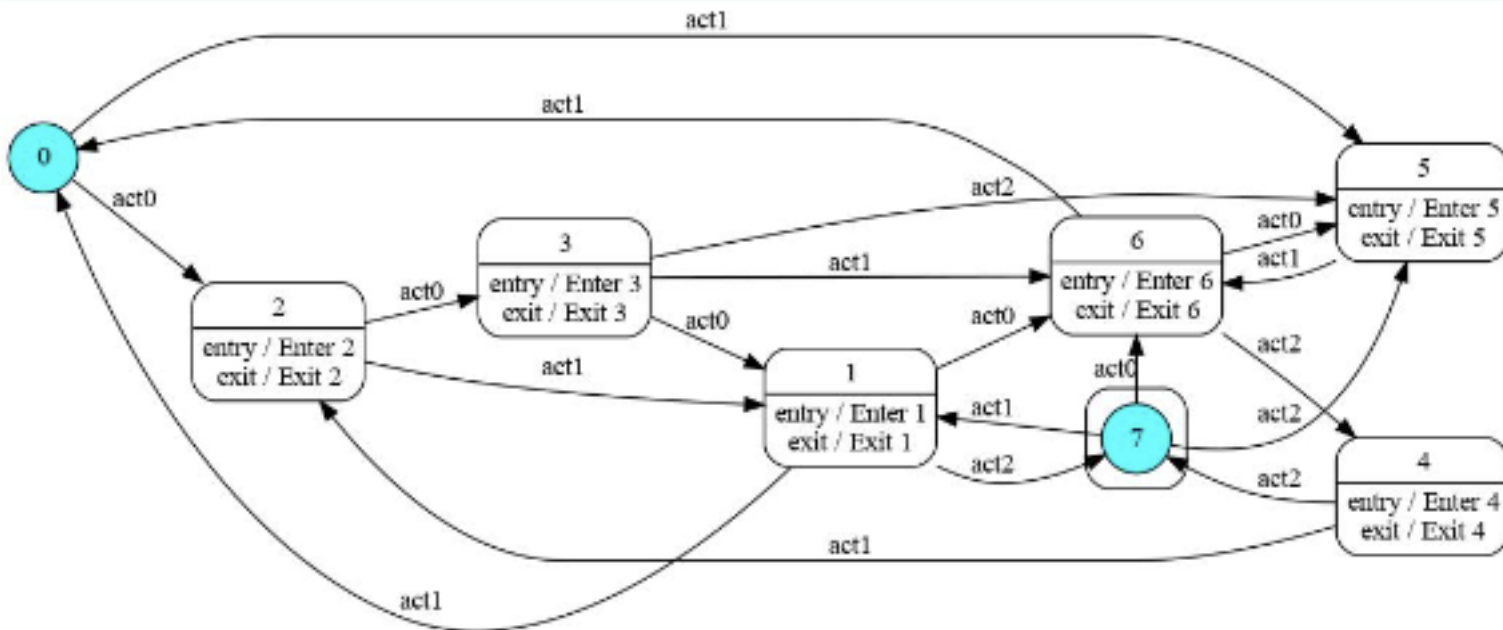 act1
act1
0
act0
act2
5
entry / Enter 5
exit / Exit 5
3
entry / Enter 3
exit / Exit 3
act1
6
entry / Enter 6
exit / Exit 6
act0
act1
2
entry / Enter 2
exit / Exit 2
act0
act0
act0
act2
act1
1
entry / Enter 1
exit / Exit 1
act0
act1
7
act2
act2
act2
4
entry / Enter 4
exit / Exit 4
act1
act1